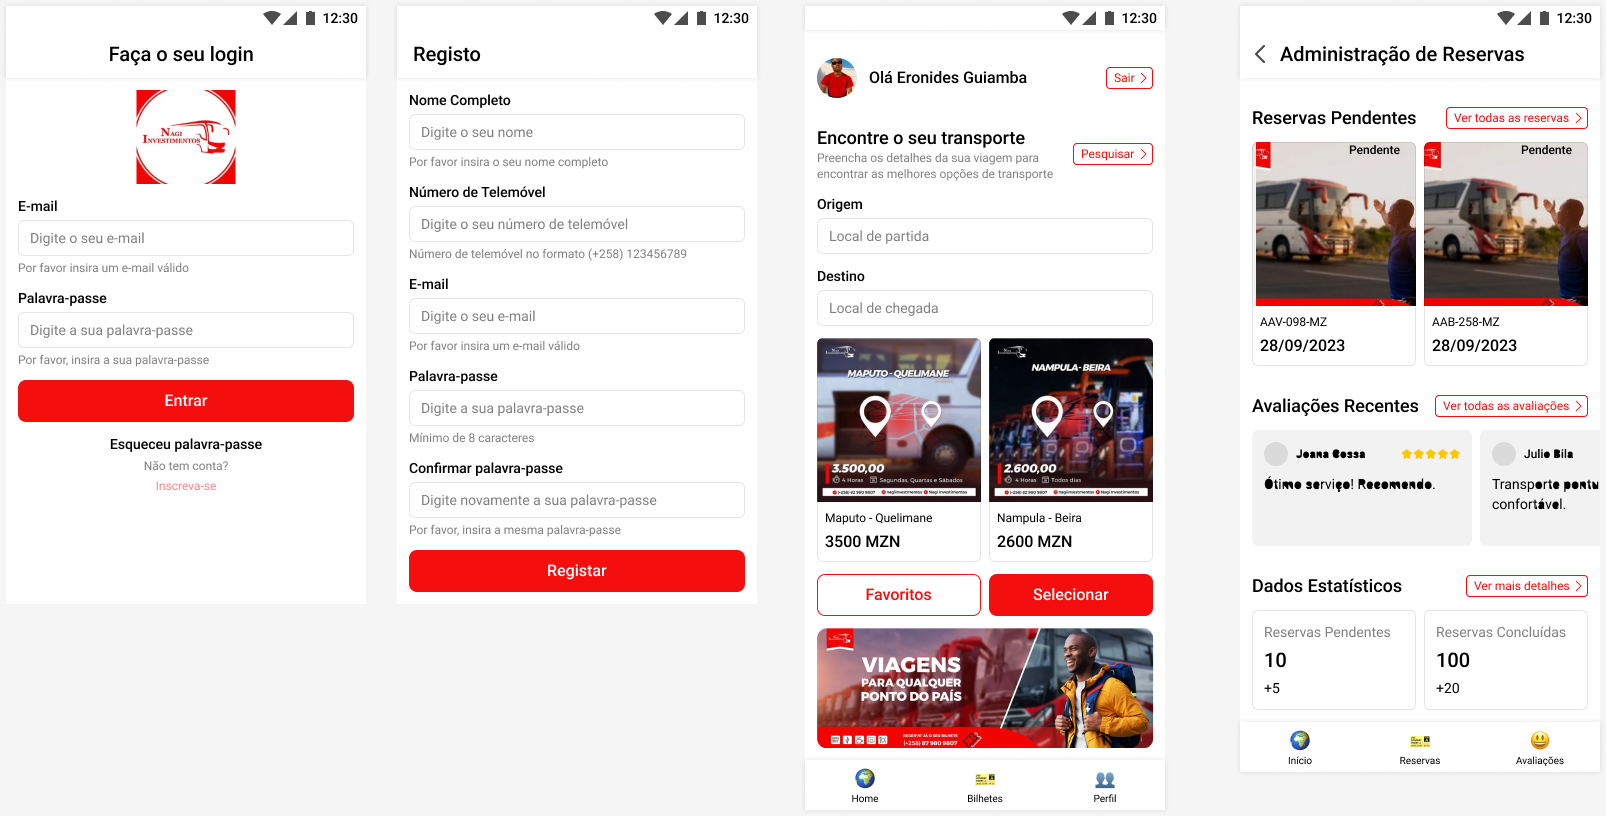 12:30
Faça o seu login
NAGI
INVESTIMENTOS
E-mail
Digite o seu e-mail
Por favor insira um e-mail válido
Palavra-passe
Digite a sua palavra-passe
Por favor, insira a sua palavra-passe
Entrar
Esqueceu palavra-passe
Não tem conta?
Inscreva-se
12:30
Registo
Nome Completo
Digite o seu nome
Por favor insira o seu nome completo
Número de Telemóvel
Digite o seu número de telemóvel
Número de telemóvel no formato (+258) 123456789
E-mail
Digite o seu e-mail
Por favor insira um e-mail válido
Palavra-passe
Digite a sua palavra-passe
Mínimo de 8 caracteres
Confirmar palavra-passe
Digite novamente a sua palavra-passe
Por favor, insira a mesma palavra-passe
Registar
12:30
Olá Eronides Guiamba
Sair
Encontre o seu transporte
Preencha os detalhes da sua viagem para
encontrar as melhores opções de transporte
Pesquisar
Origem
Local de partida
Destino
Local de chegada
MAPUTO - QUELIMANE
3.500,00
4 Horas Segundas, Quartas e Sábados
Maputo - Quelimane
3500 MZN
NAMPULA - BEIRA
2.600,00
4 Horas Todos dias
Nampula - Beira
2600 MZN
Favoritos
Selecionar
VIAGENS
PARA QUALQUER
PONTO DO PAÍS
RESERVE JÁ O SEU BILHETE
(+258) 87 980 9807
Home
Bilhetes
Perfil
12:30
Administração de Reservas
Reservas Pendentes
Ver todas as reservas
Pendente
AAV-098-MZ
28/09/2023
Pendente
AAB-258-MZ
28/09/2023
Avaliações Recentes
Ver todas as avaliações
Joana Cossa
Ótimo serviço! Recomendo.
Julio Bila
Transporte pontu
confortável.
Dados Estatísticos
Ver mais detalhes
Reservas Pendentes
10
+5
Reservas Concluídas
100
+20
Início
Reservas
Avaliações